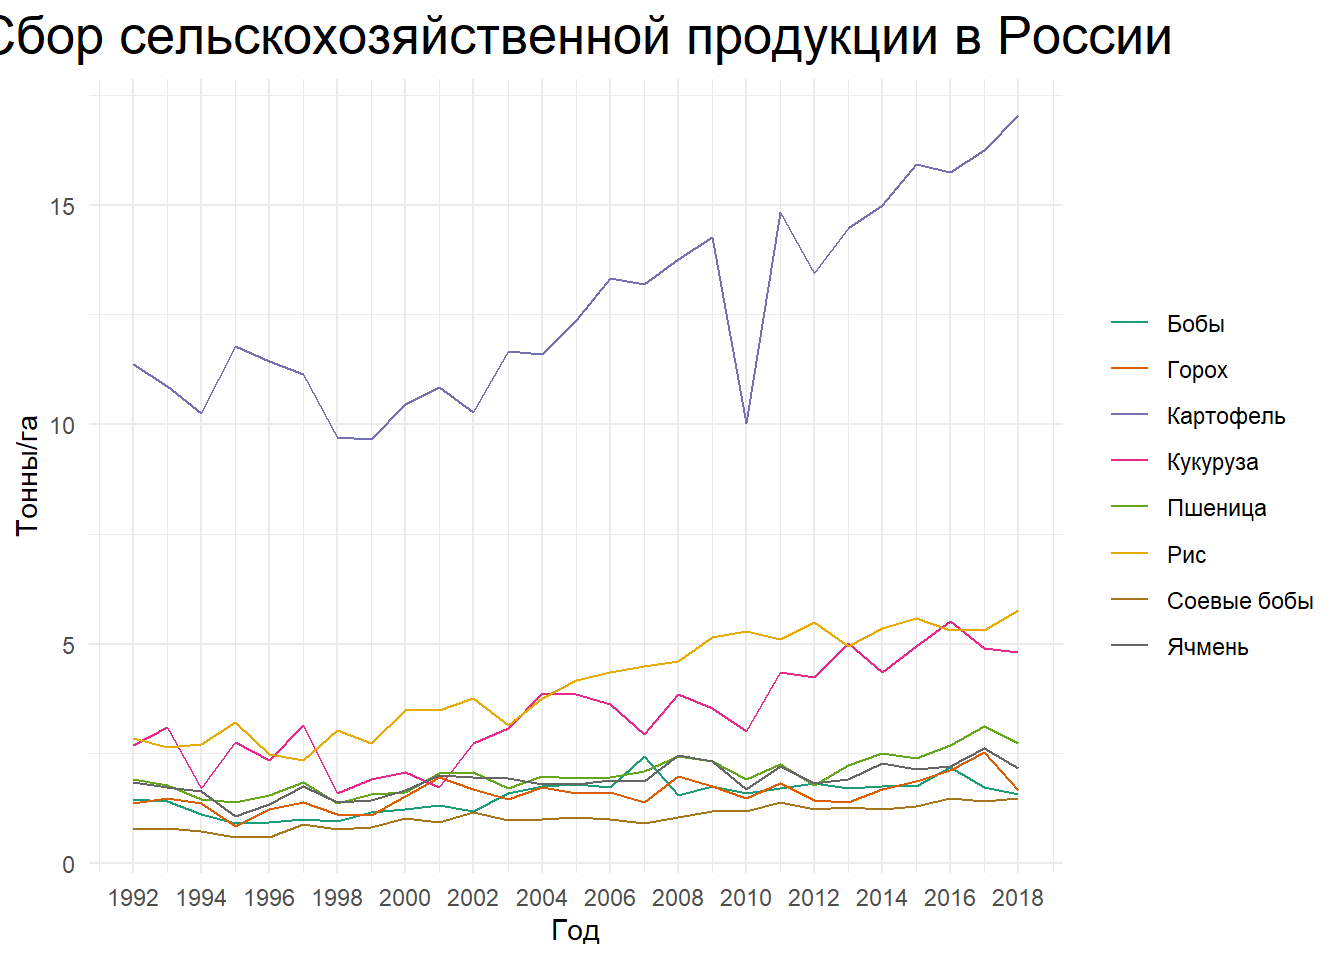 Сбор сельскохозяйственной продукции в России
15
10
5
0
Тонны/га
1992 1994 1996 1998 2000 2002 2004 2006 2008 2010 2012 2014 2016 2018
Год
Бобы
Горох
Картофель
Кукуруза
Пшеница
Рис
Соевые бобы
Ячмень